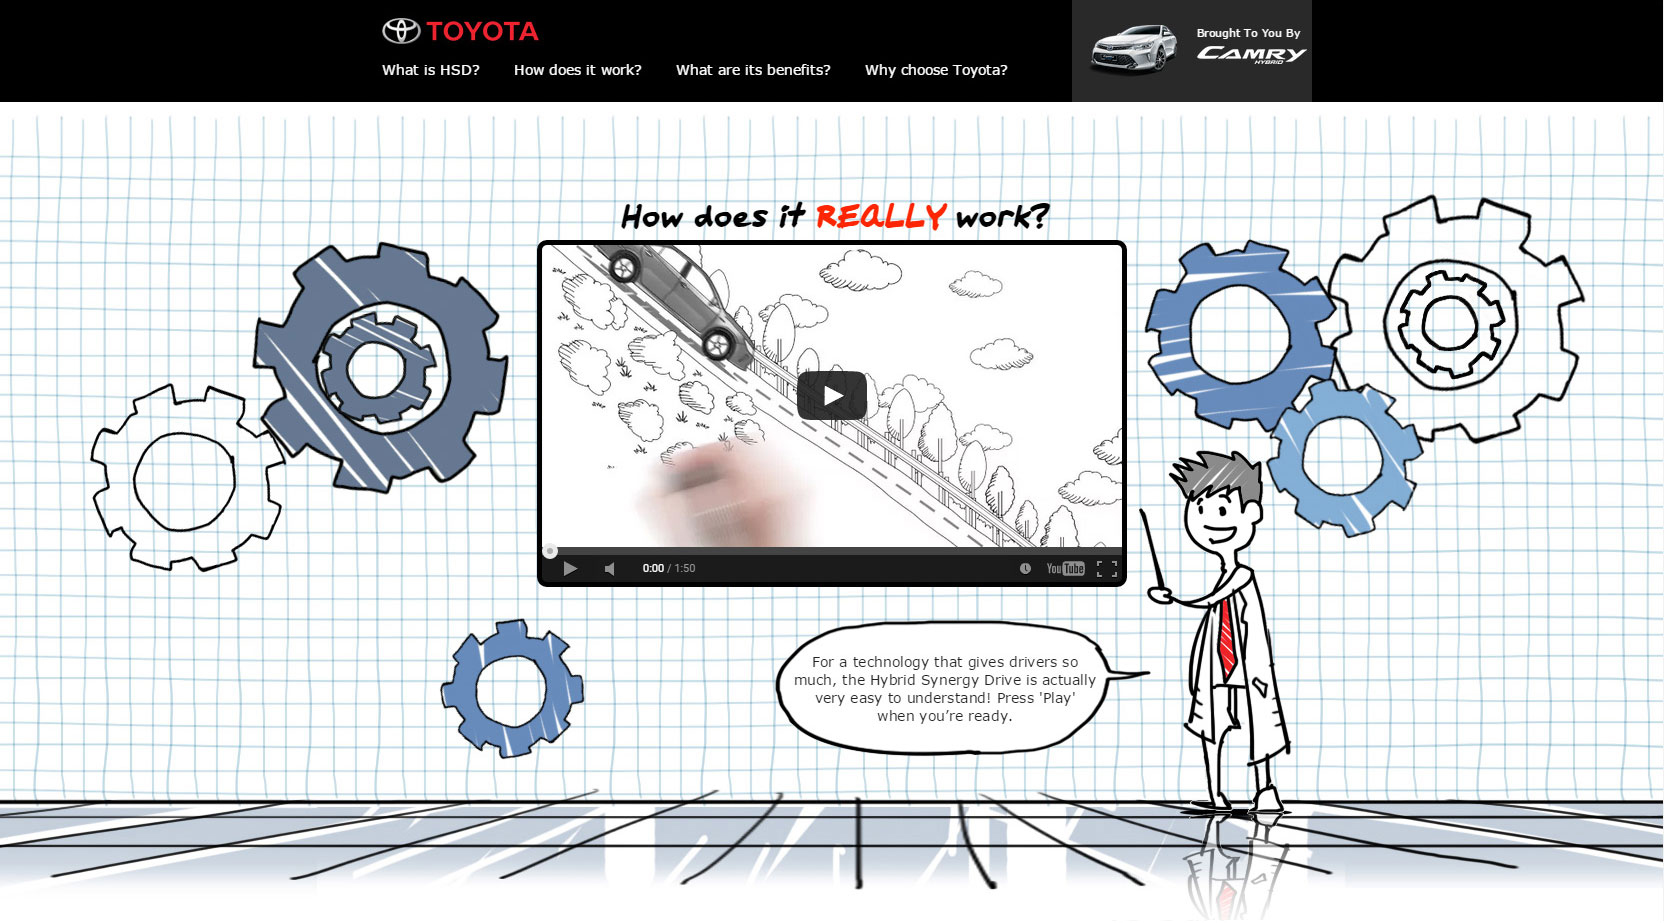 TOYOTA
What is HSD? How does it work? What are its benefits? Why choose Toyota?
Brought To You By
CAMRY
HYBRID
How does it REALLY work?
0:00 / 1:50
YouTube
For a technology that gives drivers so
much, the Hybrid Synergy Drive is actually
very easy to understand! Press 'Play'
when you’re ready.